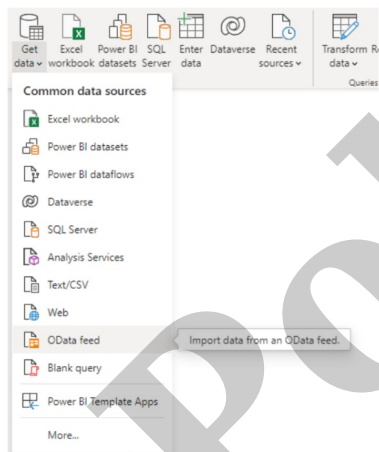 Get Excel Power BI SQL Enter Dataverse Recent Transform R
data workbook datasets Server data sources data
Queries
Common data sources
Excel workbook
Power BI datasets
Power BI dataflows
Dataverse
SQL Server
Analysis Services
Text/CSV
Web
OData feed
Import data from an OData feed.
Blank query
Power BI Template Apps
More...